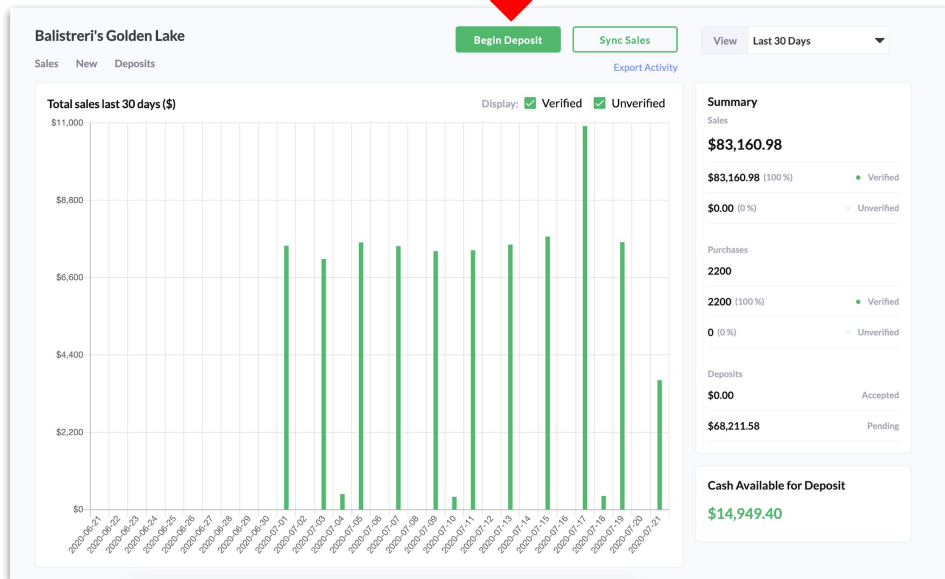 Balistreri's Golden Lake
Begin Deposit
Sync Sales
View Last 30 Days
Sales New Deposits
Export Activity
Total sales last 30 days ($)
Display: Verified Unverified
$11,000
$8,800
$6,600
$4,400
$2,200
$0
2020-06-21
2020-06-22
2020-06-23
2020-06-24
2020-06-25
2020-06-26
2020-06-27
2020-06-28
2020-06-29
2020-06-30
2020-07-01
2020-07-02
2020-07-03
2020-07-04
2020-07-05
2020-07-06
2020-07-07
2020-07-08
2020-07-09
2020-07-10
2020-07-11
2020-07-12
2020-07-13
2020-07-14
2020-07-15
2020-07-16
2020-07-17
2020-07-18
2020-07-19
2020-07-20
2020-07-21
Summary
Sales
$83,160.98
$83,160.98 (100 %) Verified
$0.00 (0 %) Unverified
Purchases
2200
2200 (100 %) Verified
0 (0 %) Unverified
Deposits
$0.00 Accepted
$68,211.58 Pending
Cash Available for Deposit
$14,949.40